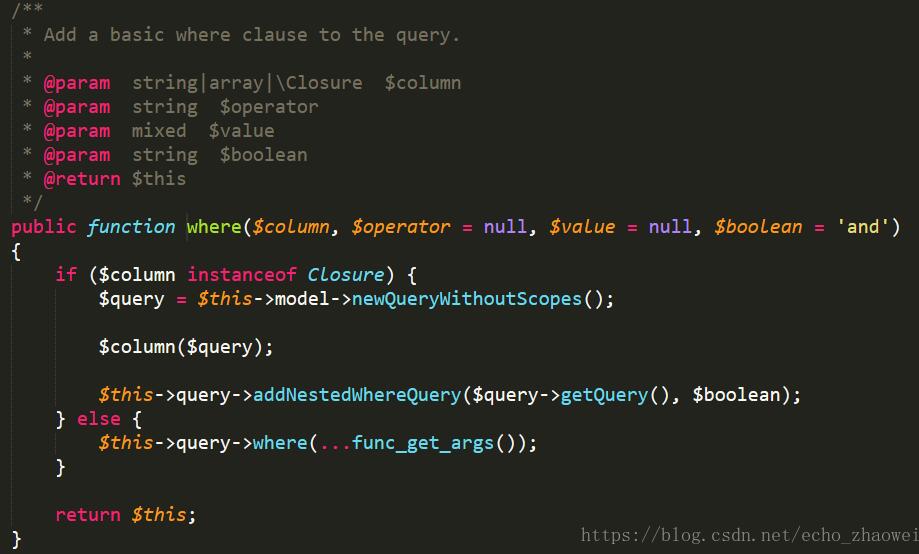 /**
 * Add a basic where clause to the query.
 *
 * @param  string|array|\Closure  $column
 * @param  string  $operator
 * @param  mixed  $value
 * @param  string  $boolean
 * @return $this
 */
public function where($column, $operator = null, $value = null, $boolean = 'and')
{
    if ($column instanceof Closure) {
        $query = $this->model->newQueryWithoutScopes();

        $column($query);

        $this->query->addNestedWhereQuery($query->getQuery(), $boolean);
    } else {
        $this->query->where(...func_get_args());
    }

    return $this;
}
https://blog.csdn.net/echo_zhaowei